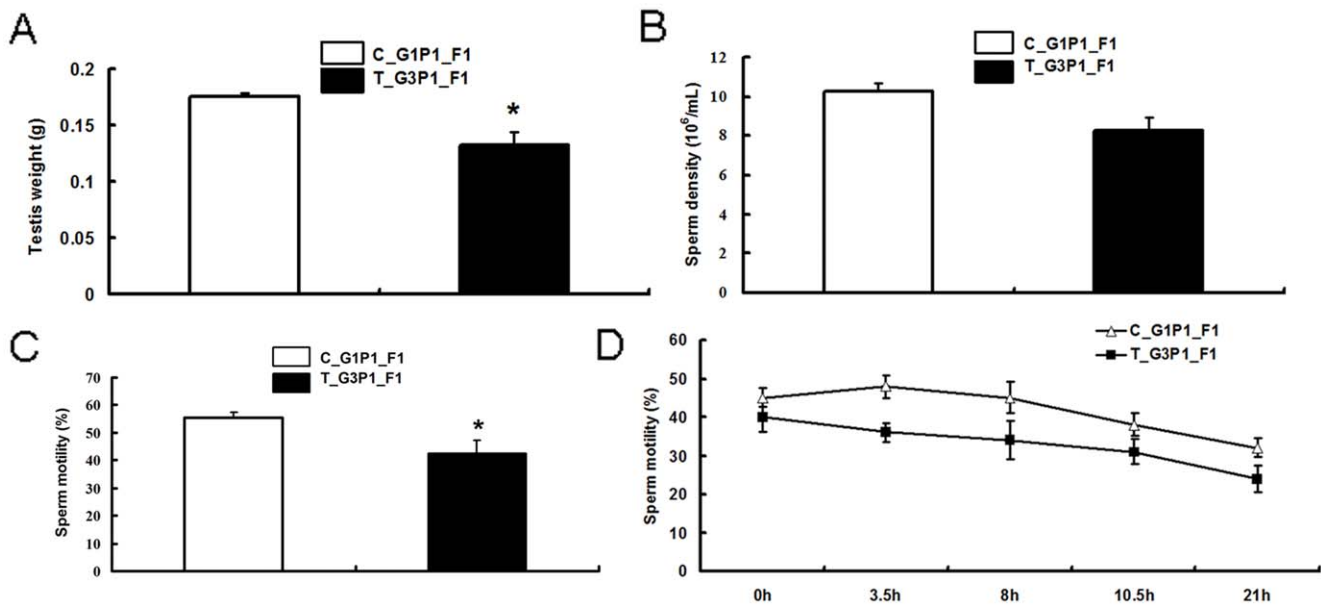 A
C_G1P1_F1
T_G3P1_F1
Testis weight (g)
0.2
0.15
0.1
0.05
0
*
B
C_G1P1_F1
T_G3P1_F1
Sperm density (10⁶/mL)
12
10
8
6
4
2
0
C
C_G1P1_F1
T_G3P1_F1
Sperm motility (%)
70
60
50
40
30
20
10
0
*
D
C_G1P1_F1
T_G3P1_F1
Sperm motility (%)
60
50
40
30
20
10
0
0h 3.5h 8h 10.5h 21h